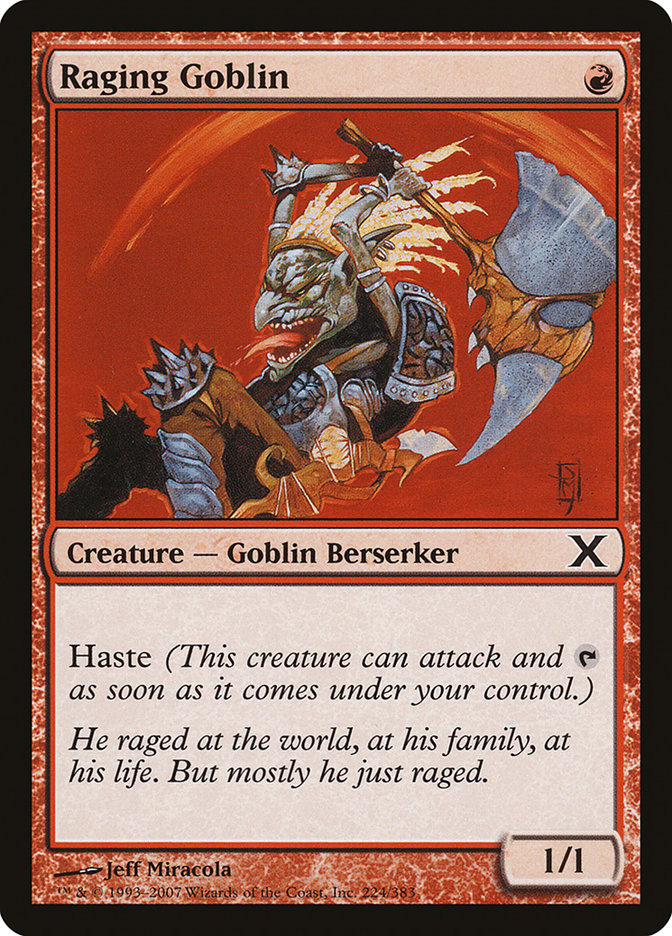 Raging Goblin
Creature — Goblin Berserker
X
Haste (This creature can attack and
as soon as it comes under your control.)
He raged at the world, at his family, at
his life. But mostly he just raged.
1/1
Jeff Miracola
™ & © 1993–2007 Wizards of the Coast, Inc. 224/383